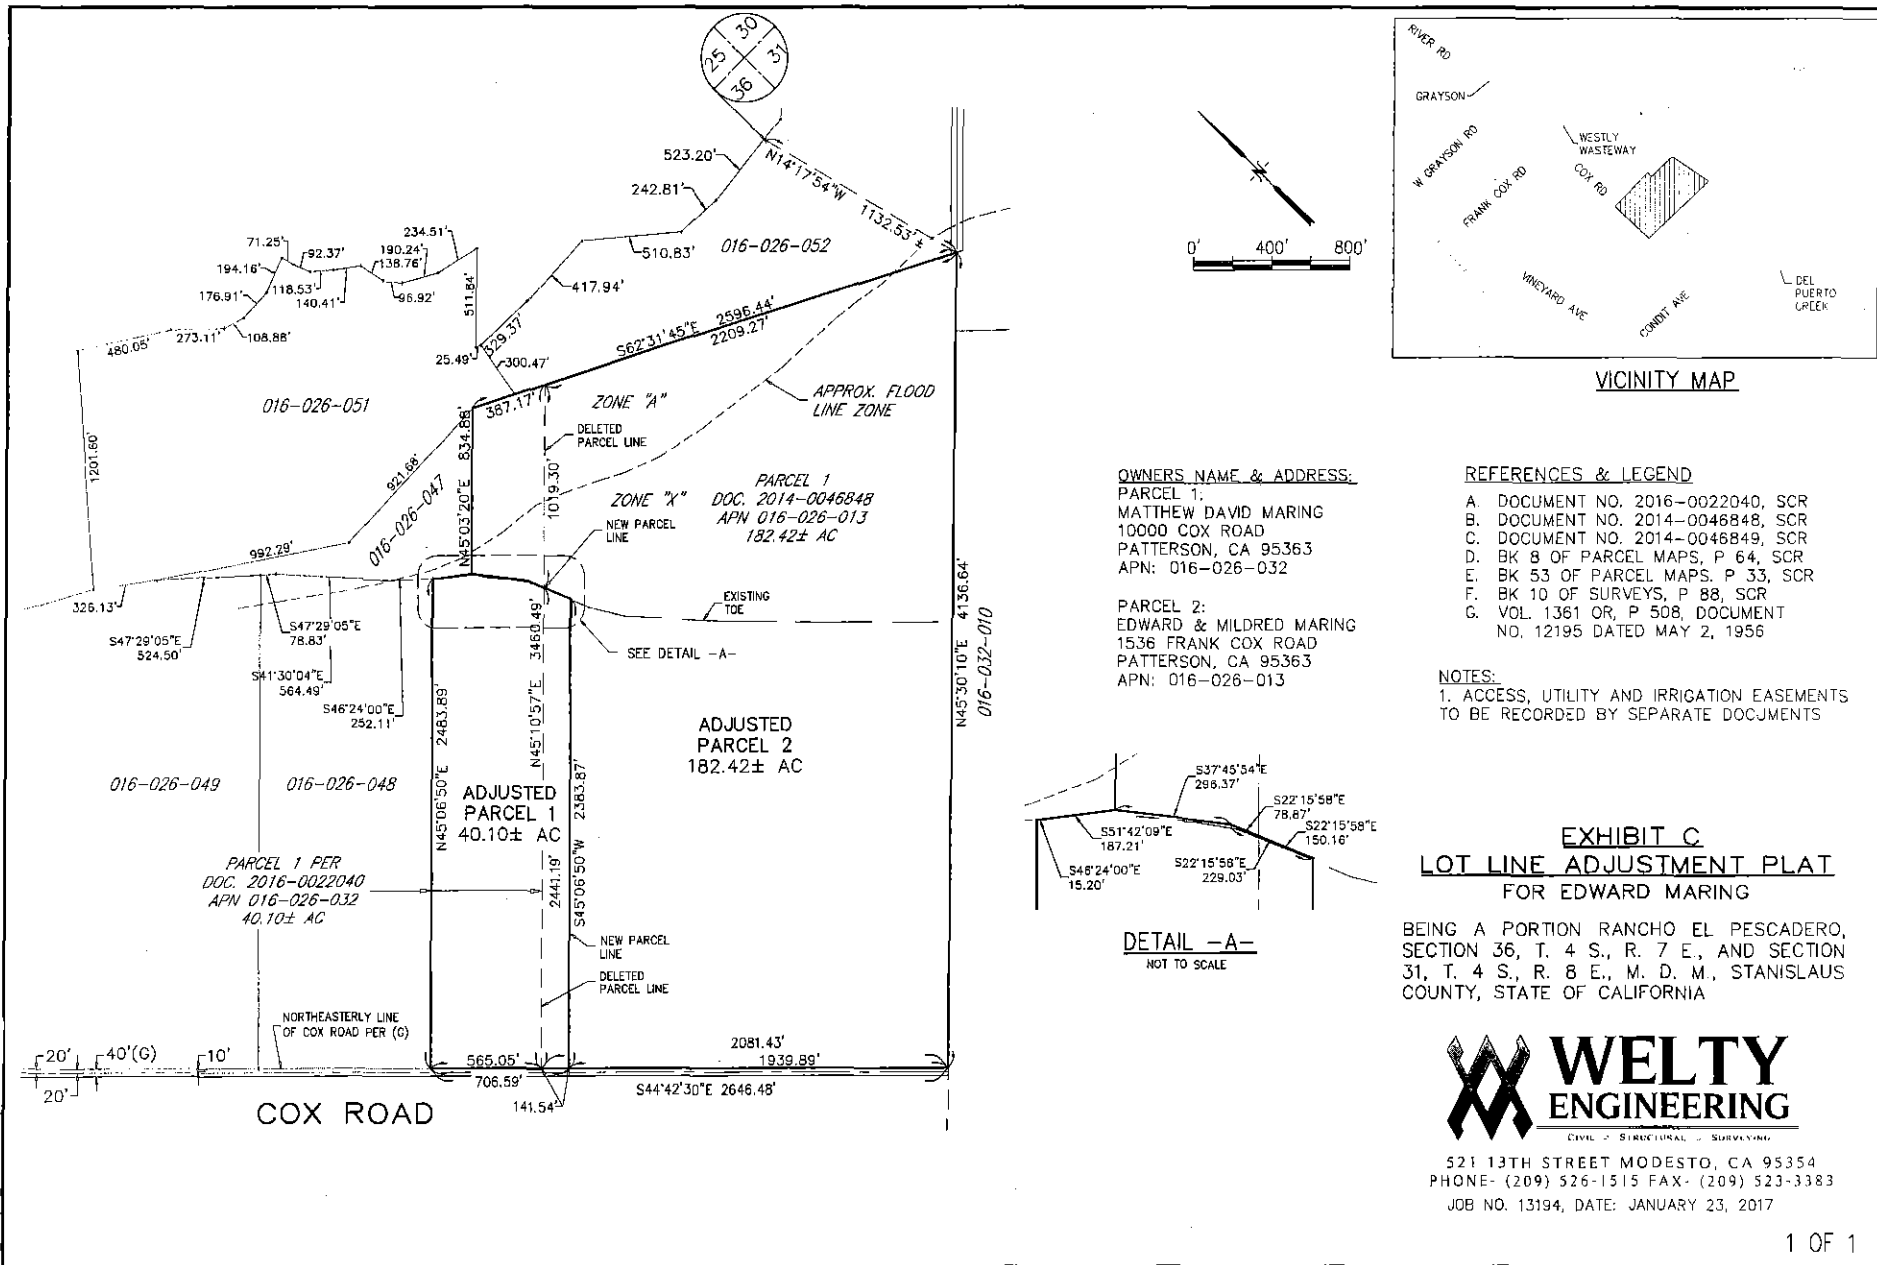 25
30
31
36
523.20'
242.81'
N14°17'54"W 1132.53'±
510.83'
016-026-052
417.94'
71.25'
92.37'
190.24'
138.76'
234.51'
194.16'
176.91'
118.53'
140.41'
96.92'
511.64'
480.05'
273.11'
108.88'
25.49'
329.37'
300.47'
S62°31'45"E 2596.44'
2209.27'
387.17'
016-026-051
1201.60'
921.68'
016-026-047
N45°03'20"E 834.88'
ZONE "A"
DELETED
PARCEL LINE
APPROX. FLOOD
LINE ZONE
1019.30'
ZONE "X"
NEW PARCEL
LINE
PARCEL 1
DOC. 2014-0046848
APN 016-026-013
182.42± AC
992.29'
326.13'
S47°29'05"E
524.50'
S47°29'05"E
78.83'
S41°30'04"E
564.49'
S46°24'00"E
252.11'
EXISTING
TOE
SEE DETAIL -A-
N45°30'10"E 4136.64'
016-032-010
N45°06'50"E 2483.89'
N45°10'57"E 3460.49'
2441.19'
S45°06'50"W 2383.87'
016-026-049
016-026-048
ADJUSTED
PARCEL 1
40.10± AC
ADJUSTED
PARCEL 2
182.42± AC
PARCEL 1 PER
DOC. 2016-0022040
APN 016-026-032
40.10± AC
NEW PARCEL
LINE
DELETED
PARCEL LINE
NORTHEASTERLY LINE
OF COX ROAD PER (G)
20'
40'(G)
10'
20'
565.05'
706.59'
141.54'
2081.43'
1939.89'
S44°42'30"E 2646.48'
COX ROAD
N
0'
400'
800'
RIVER RD
GRAYSON
W GRAYSON RD
FRANK COX RD
WESTLY
WASTEWAY
COX RD
VINEYARD AVE
CONDIT AVE
DEL
PUERTO
CREEK
VICINITY MAP
OWNERS NAME & ADDRESS:
PARCEL 1:
MATTHEW DAVID MARING
10000 COX ROAD
PATTERSON, CA 95363
APN: 016-026-032
PARCEL 2:
EDWARD & MILDRED MARING
1536 FRANK COX ROAD
PATTERSON, CA 95363
APN: 016-026-013
REFERENCES & LEGEND
A. DOCUMENT NO. 2016-0022040, SCR
B. DOCUMENT NO. 2014-0046848, SCR
C. DOCUMENT NO. 2014-0046849, SCR
D. BK 8 OF PARCEL MAPS, P 64, SCR
E. BK 53 OF PARCEL MAPS. P 33, SCR
F. BK 10 OF SURVEYS, P 88, SCR
G. VOL. 1361 OR, P 508, DOCUMENT
NO. 12195 DATED MAY 2, 1956
NOTES:
1. ACCESS, UTILITY AND IRRIGATION EASEMENTS
TO BE RECORDED BY SEPARATE DOCUMENTS
S37°45'54"E
296.37'
S22°15'58"E
78.87'
S22°15'58"E
150.16'
S51°42'09"E
187.21'
S46°24'00"E
15.20'
S22°15'56"E
229.03'
DETAIL -A-
NOT TO SCALE
EXHIBIT C
LOT LINE ADJUSTMENT PLAT
FOR EDWARD MARING
BEING A PORTION RANCHO EL PESCADERO,
SECTION 36, T. 4 S., R. 7 E., AND SECTION
31, T. 4 S., R. 8 E., M. D. M., STANISLAUS
COUNTY, STATE OF CALIFORNIA
WELTY
ENGINEERING
CIVIL - STRUCTURAL - SURVEYING
521 13TH STREET MODESTO, CA 95354
PHONE- (209) 526-1515 FAX- (209) 523-3383
JOB NO. 13194, DATE: JANUARY 23, 2017
1 OF 1